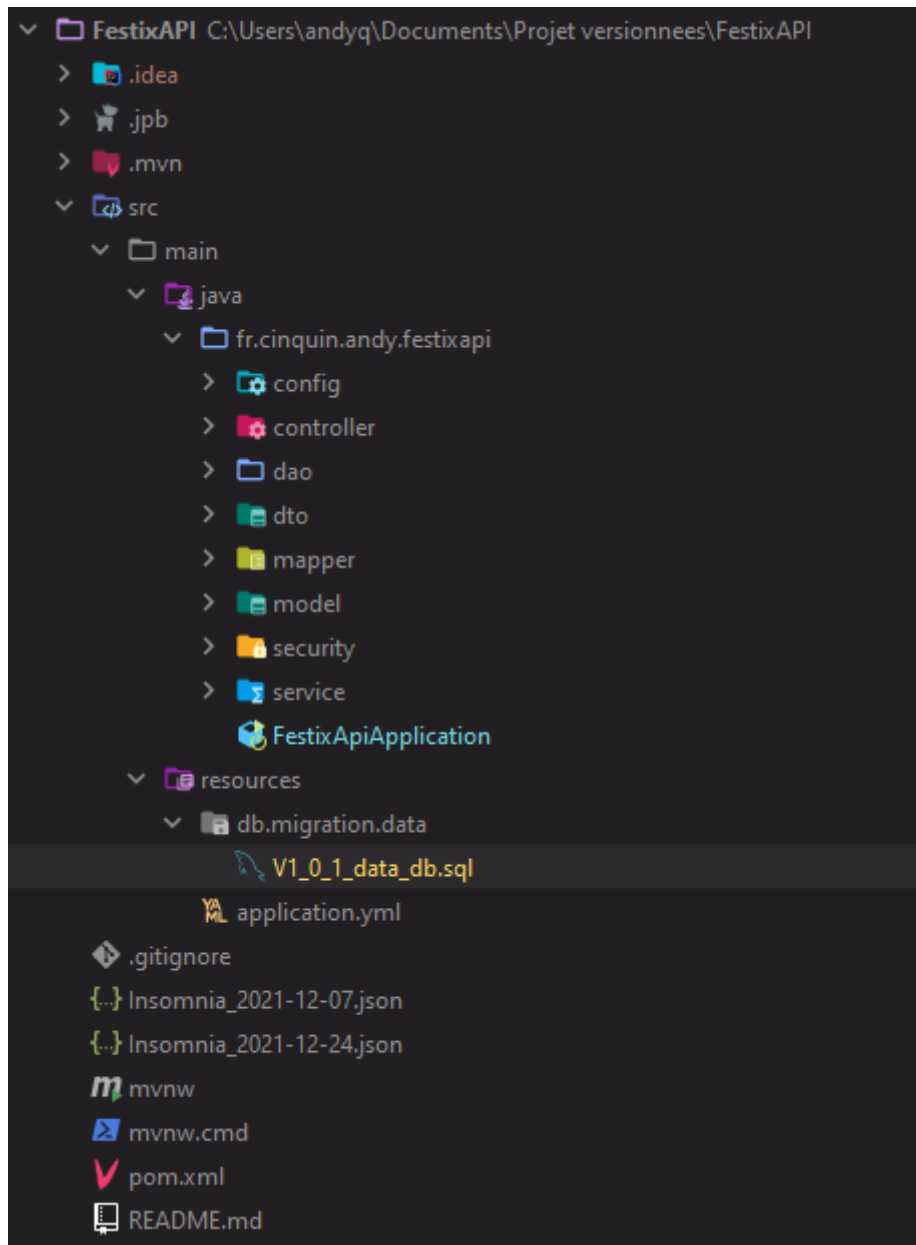 FestixAPI C:\Users\andyq\Documents\Projet versionnees\FestixAPI
.idea
.jpb
.mvn
src
main
java
fr.cinquin.andy.festixapi
config
controller
dao
dto
mapper
model
security
service
FestixApiApplication
resources
db.migration.data
V1_0_1_data_db.sql
application.yml
.gitignore
Insomnia_2021-12-07.json
Insomnia_2021-12-24.json
mvnw
mvnw.cmd
pom.xml
README.md